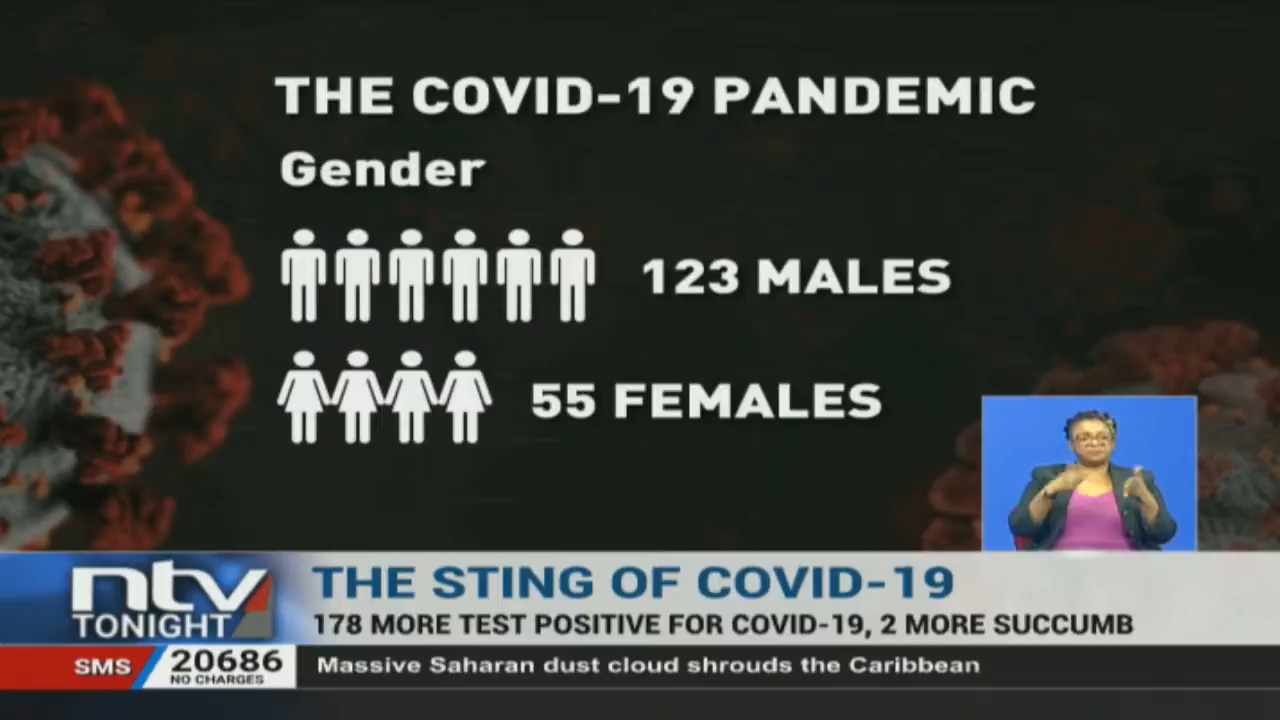 THE COVID-19 PANDEMIC
Gender
123 MALES
55 FEMALES
ntv
TONIGHT
THE STING OF COVID-19
178 MORE TEST POSITIVE FOR COVID-19, 2 MORE SUCCUMB
SMS 20686
NO CHARGES
Massive Saharan dust cloud shrouds the Caribbean